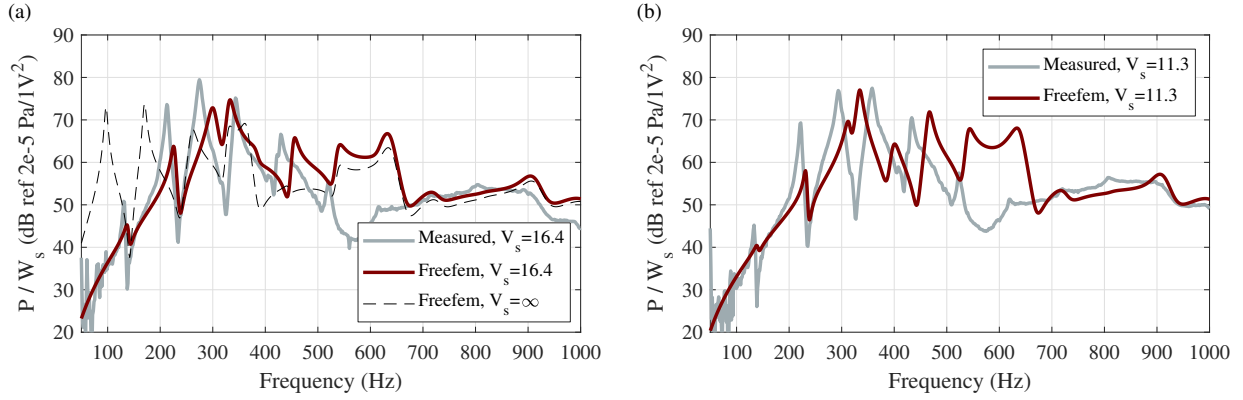 (a)
90
80
70
60
50
40
30
20
P / W_s (dB ref 2e-5 Pa/1V^2)
Measured, V_s=16.4
Freefem, V_s=16.4
Freefem, V_s=∞
100 200 300 400 500 600 700 800 900 1000
Frequency (Hz)
(b)
90
80
70
60
50
40
30
20
P / W_s (dB ref 2e-5 Pa/1V^2)
Measured, V_s=11.3
Freefem, V_s=11.3
100 200 300 400 500 600 700 800 900 1000
Frequency (Hz)